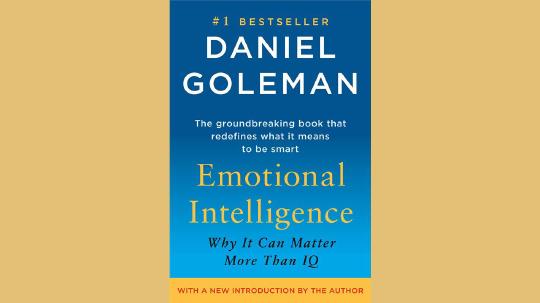 #1 BESTSELLER
DANIEL
GOLEMAN
The groundbreaking book that
redefines what it means
to be smart
Emotional
Intelligence
Why It Can Matter
More Than IQ
WITH A NEW INTRODUCTION BY THE AUTHOR